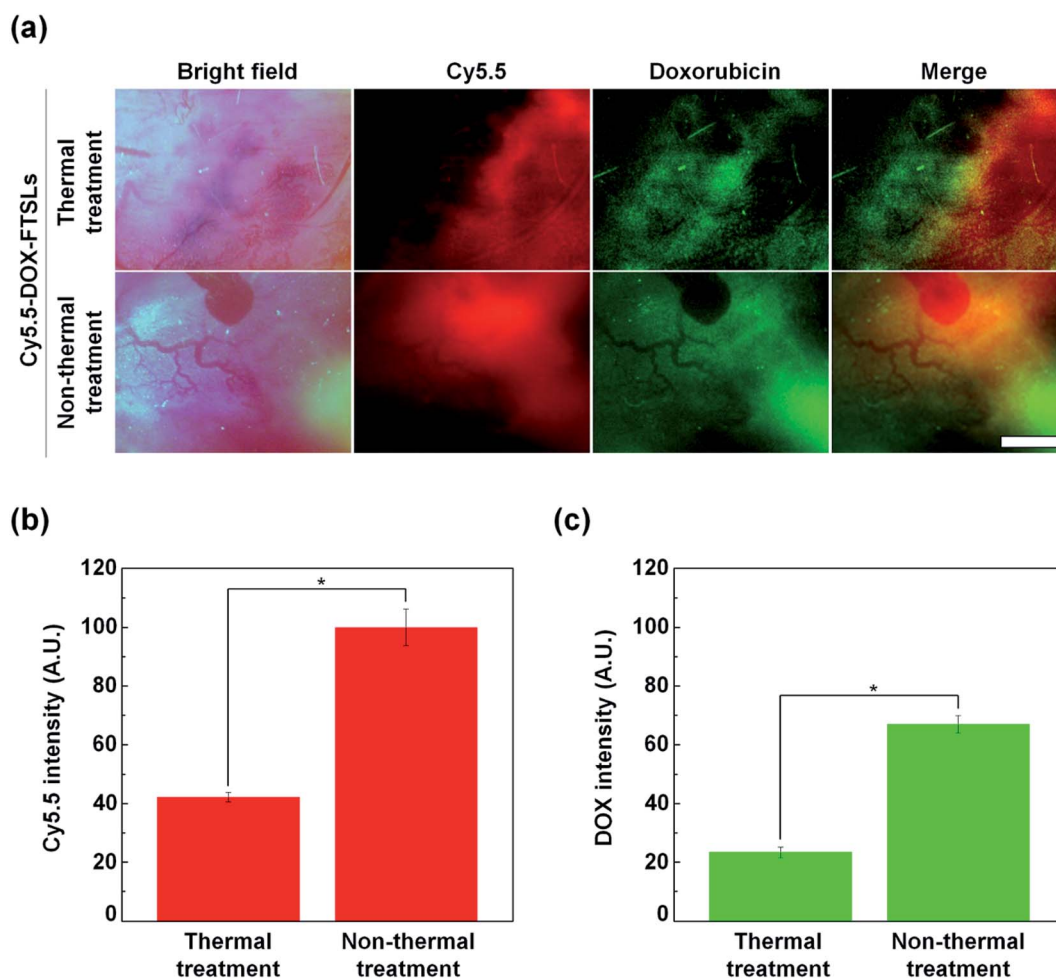 (a)
Bright field Cy5.5 Doxorubicin Merge
Cy5.5-DOX-FTSLs
Thermal
treatment
Non-thermal
treatment
(b)
Cy5.5 intensity (A.U.)
120
100
80
60
40
20
0
*
Thermal
treatment
Non-thermal
treatment
(c)
DOX intensity (A.U.)
120
100
80
60
40
20
0
*
Thermal
treatment
Non-thermal
treatment